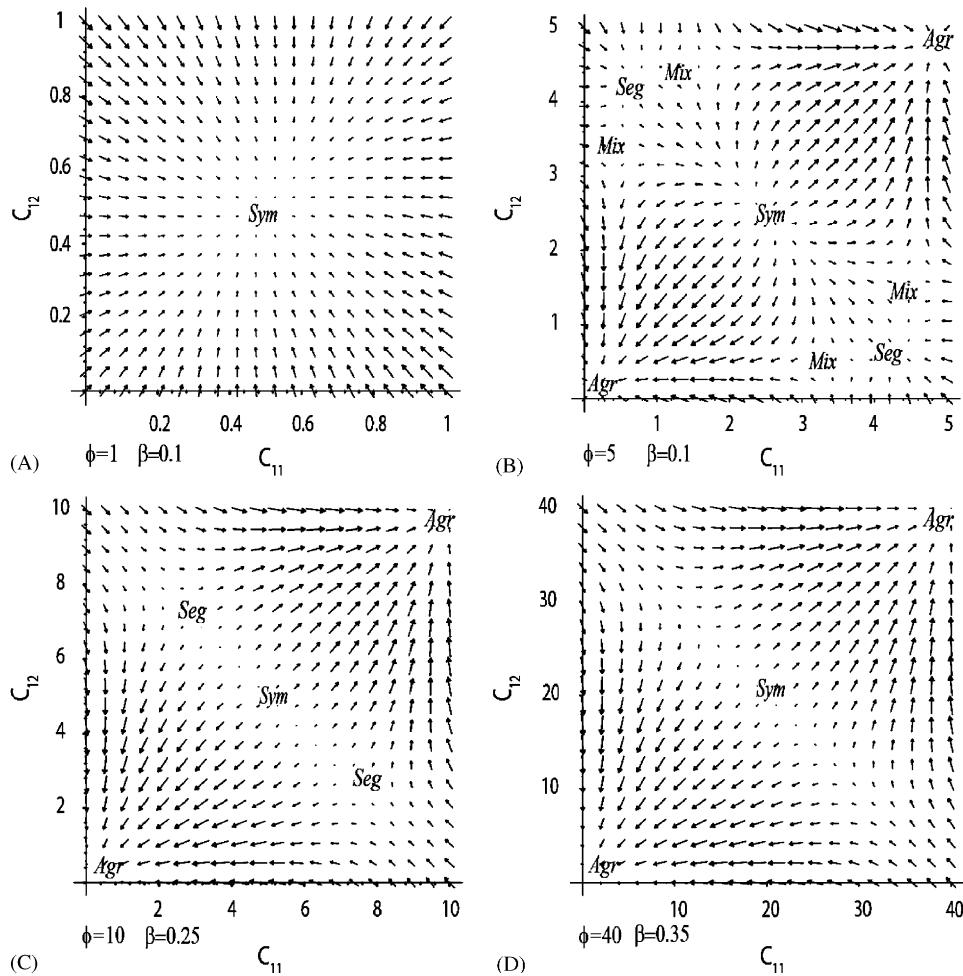 1
0.8
0.6
C12
0.4
0.2
Sym
0.2 0.4 0.6 0.8 1
(A) ϕ=1 β=0.1 C11
5
4
3
C12
2
1
Agr
Mix
Seg
Mix
Sym
Mix
Mix
Seg
Agr
1 2 3 4 5
(B) ϕ=5 β=0.1 C11
10
8
6
C12
4
2
Agr
Seg
Sym
Seg
Agr
2 4 6 8 10
(C) ϕ=10 β=0.25 C11
40
30
C12
20
10
Agr
Sym
Agr
10 20 30 40
(D) ϕ=40 β=0.35 C11